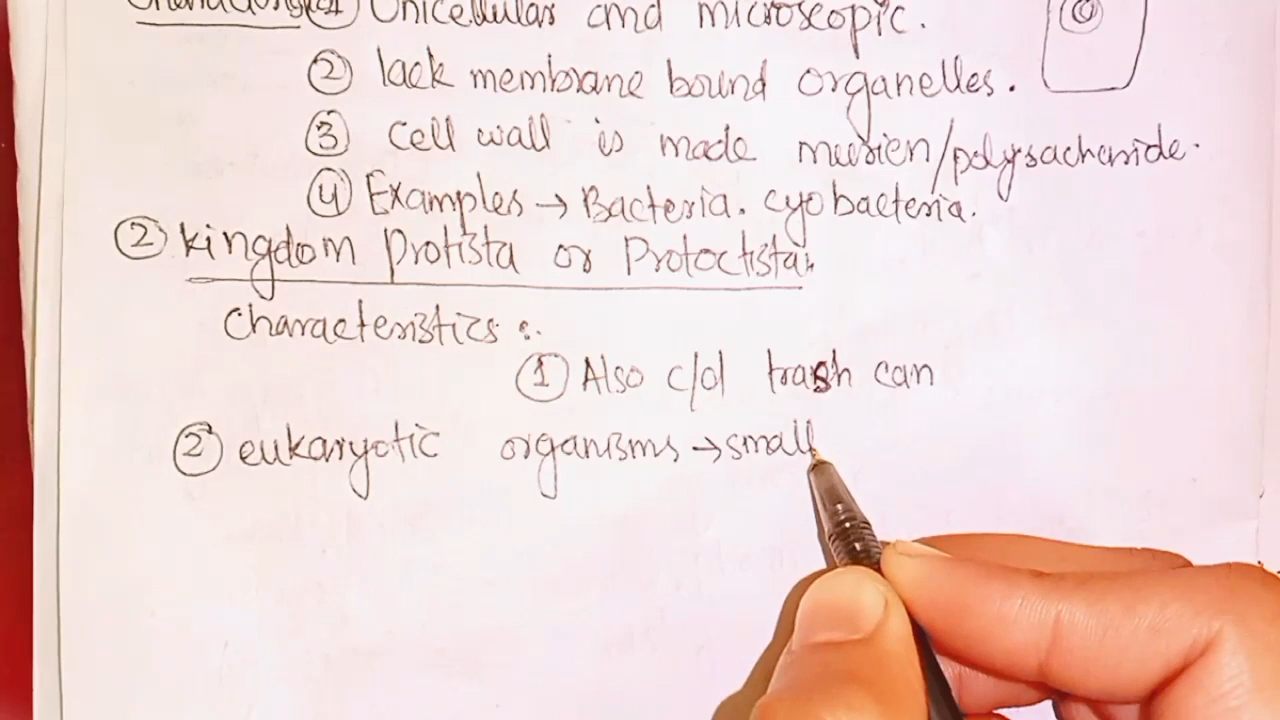 ① Unicellular and microscopic.
② lack membrane bound organelles.
③ cell wall is made murien/polysacharide.
④ Examples → Bacteria. cyobacteria.
② kingdom Protista or Protoctista
Characteristics :.
① Also c/d trash can
② eukaryotic organisms → small